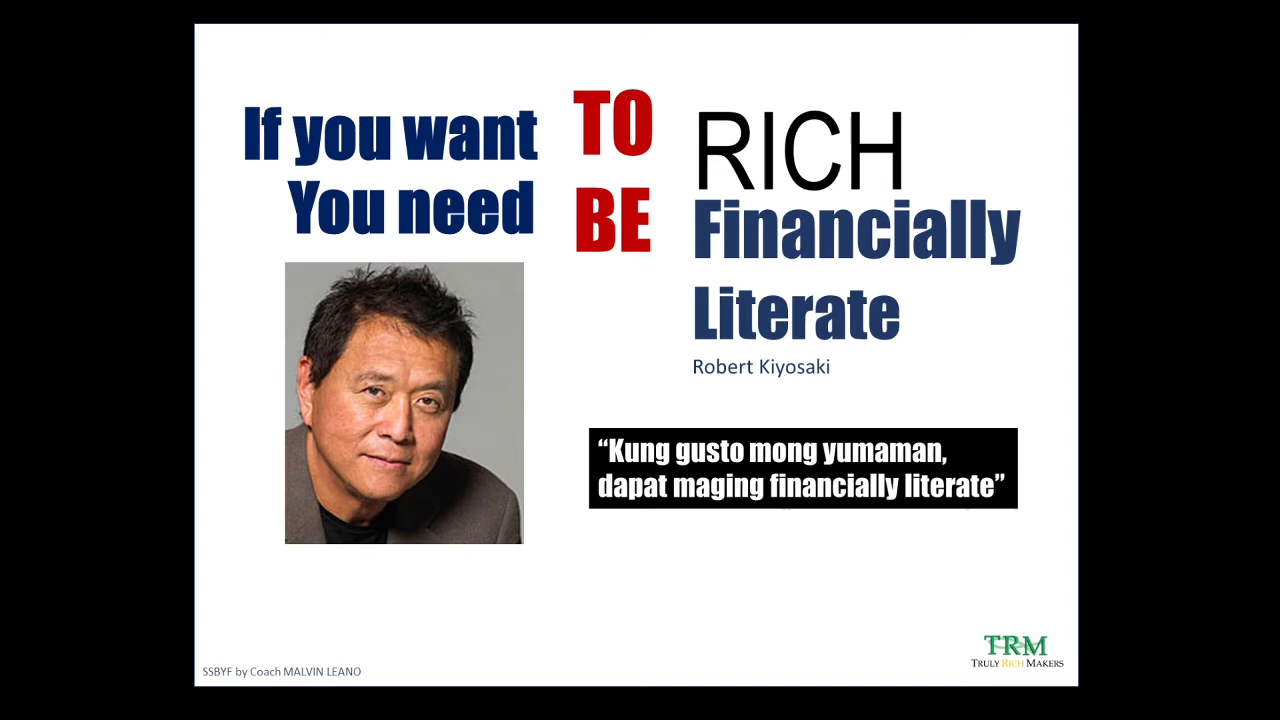 If you want TO RICH
You need BE Financially
Literate
Robert Kiyosaki
“Kung gusto mong yumaman,
dapat maging financially literate”
TRM
TRULY RICH MAKERS
SSBYF by Coach MALVIN LEANO